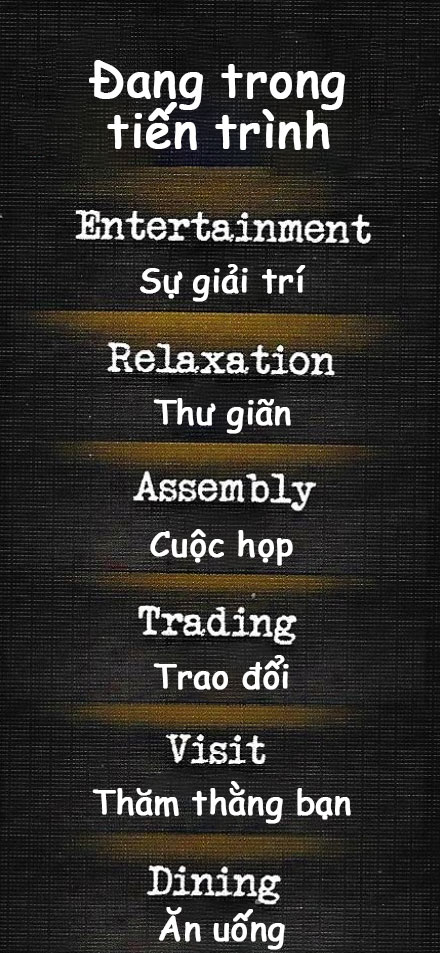 Đang trong
tiến trình
Entertainment
Sự giải trí
Relaxation
Thư giãn
Assembly
Cuộc họp
Trading
Trao đổi
Visit
Thăm thằng bạn
Dining
Ăn uống